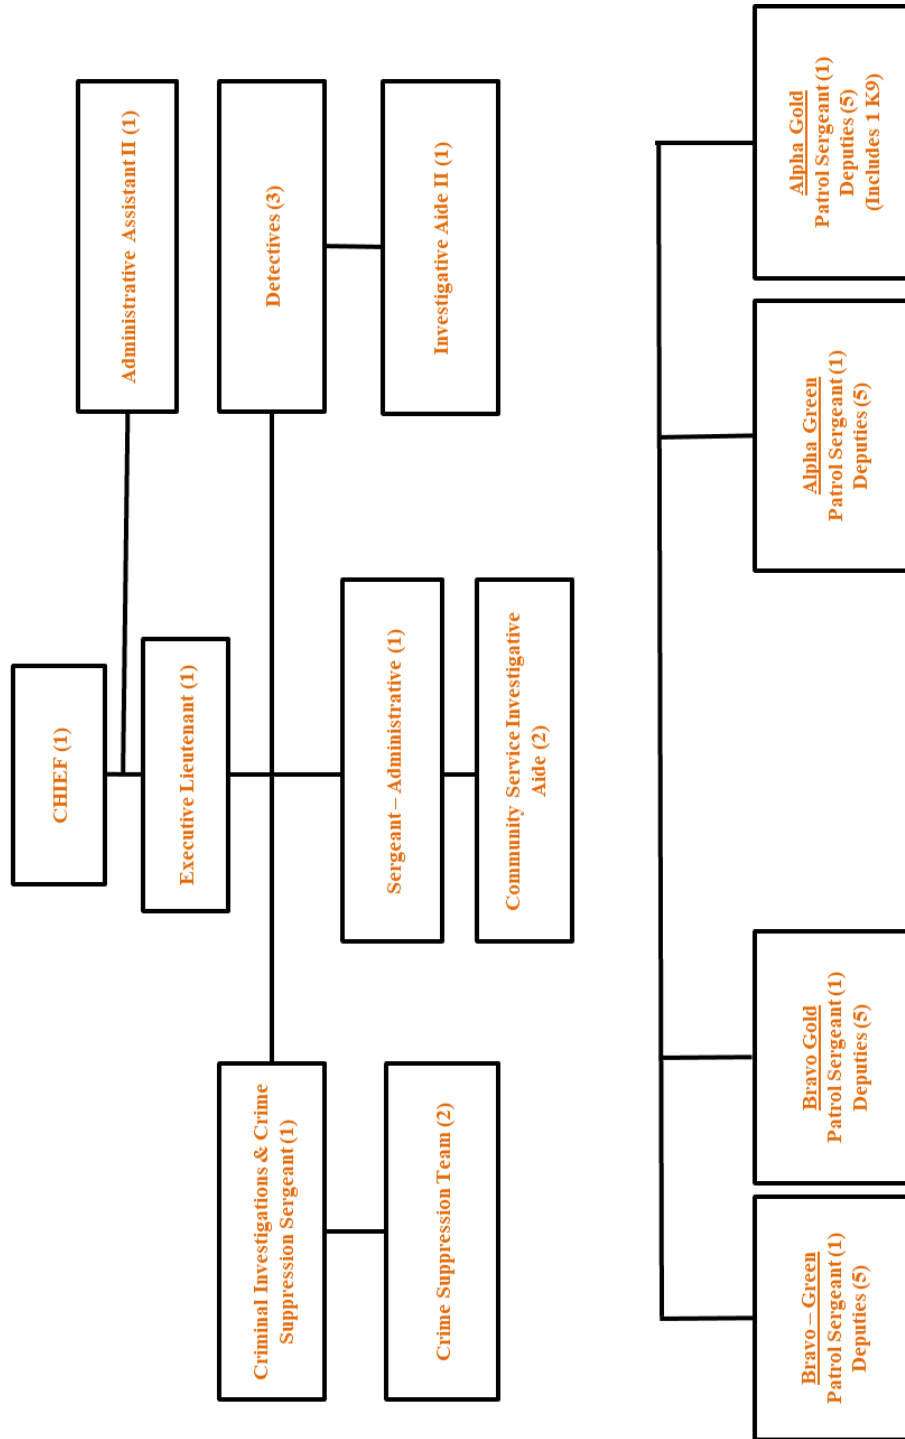 CHIEF (1)
Administrative Assistant II (1)
Executive Lieutenant (1)
Criminal Investigations & Crime
Suppression Sergeant (1)
Detectives (3)
Sergeant – Administrative (1)
Crime Suppression Team (2)
Investigative Aide II (1)
Community Service Investigative
Aide (2)
Bravo – Green
Patrol Sergeant (1)
Deputies (5)
Bravo Gold
Patrol Sergeant (1)
Deputies (5)
Alpha Green
Patrol Sergeant (1)
Deputies (5)
Alpha Gold
Patrol Sergeant (1)
Deputies (5)
(Includes 1 K9)